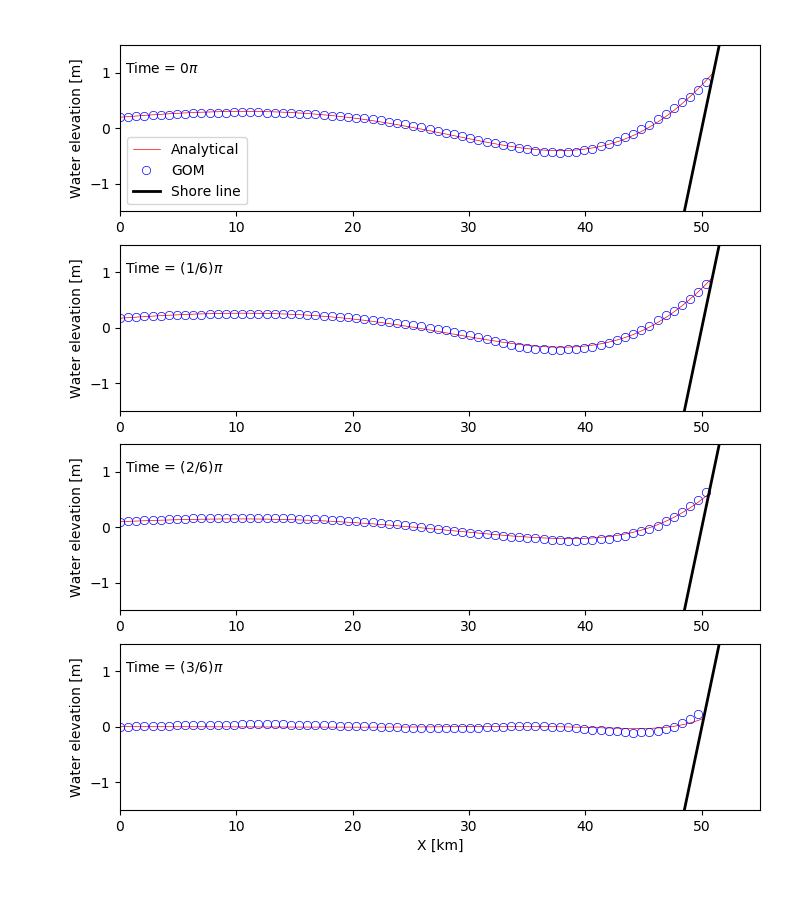 Time = 0π
Water elevation [m]
1
0
−1
Analytical
GOM
Shore line
0 10 20 30 40 50
Time = (1/6)π
Water elevation [m]
1
0
−1
0 10 20 30 40 50
Time = (2/6)π
Water elevation [m]
1
0
−1
0 10 20 30 40 50
Time = (3/6)π
Water elevation [m]
1
0
−1
0 10 20 30 40 50
X [km]